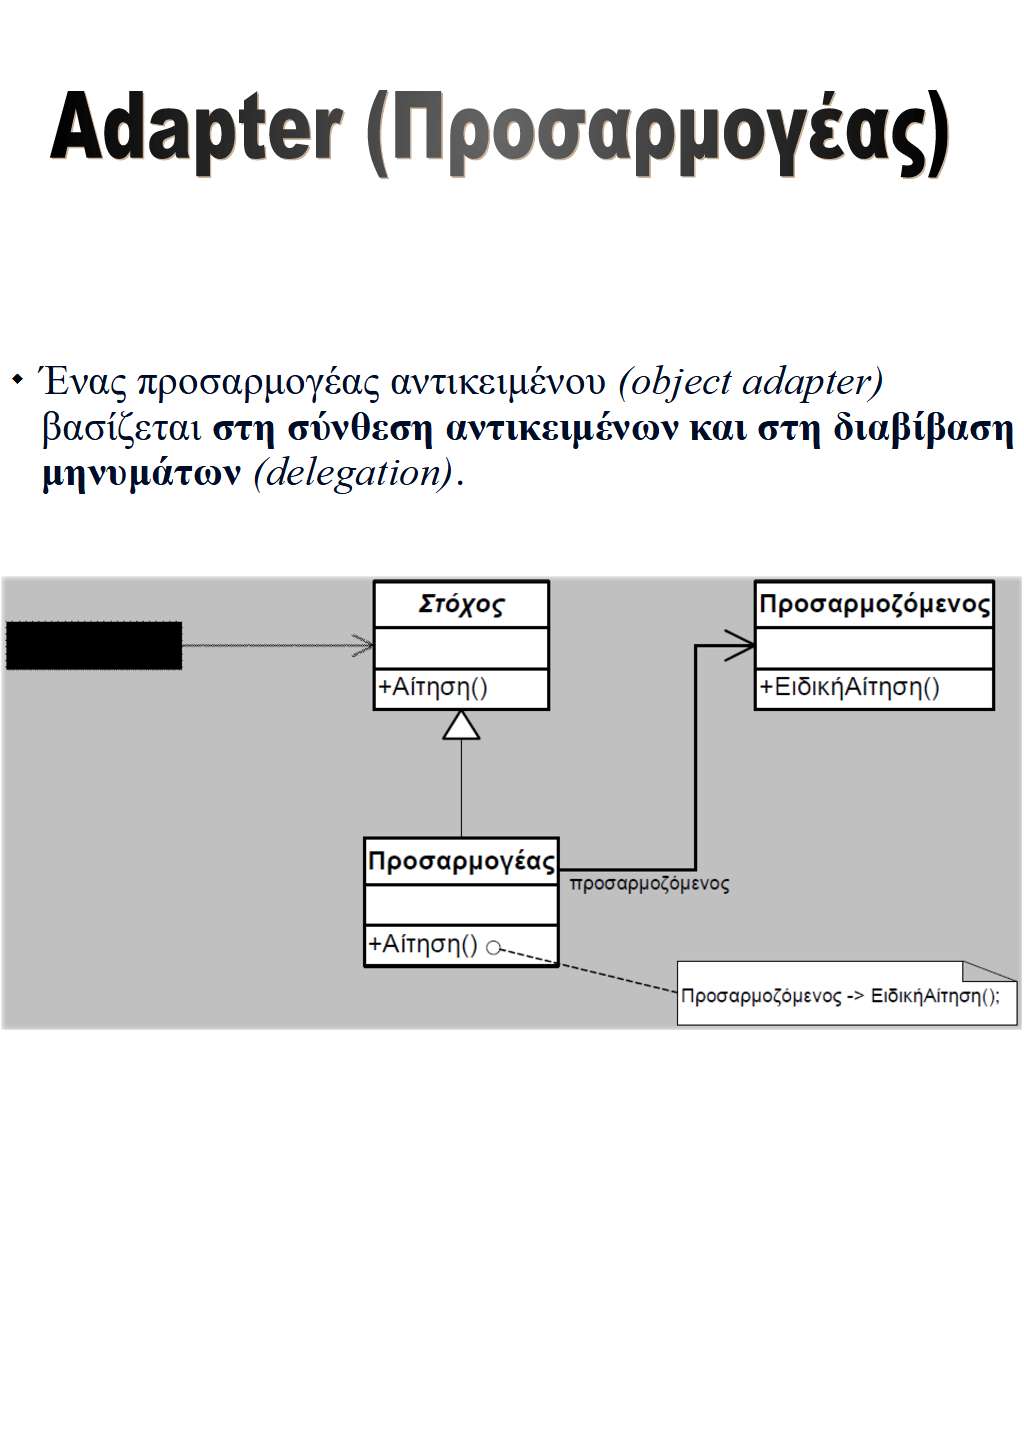 Adapter (Προσαρμογέας)
Ένας προσαρμογέας αντικειμένου (object adapter)
βασίζεται στη σύνθεση αντικειμένων και στη διαβίβαση
μηνυμάτων (delegation).
Στόχος
+Αίτηση()
Προσαρμοζόμενος
+ΕιδικήΑίτηση()
Προσαρμογέας
+Αίτηση()
προσαρμοζόμενος
Προσαρμοζόμενος -> ΕιδικήΑίτηση();